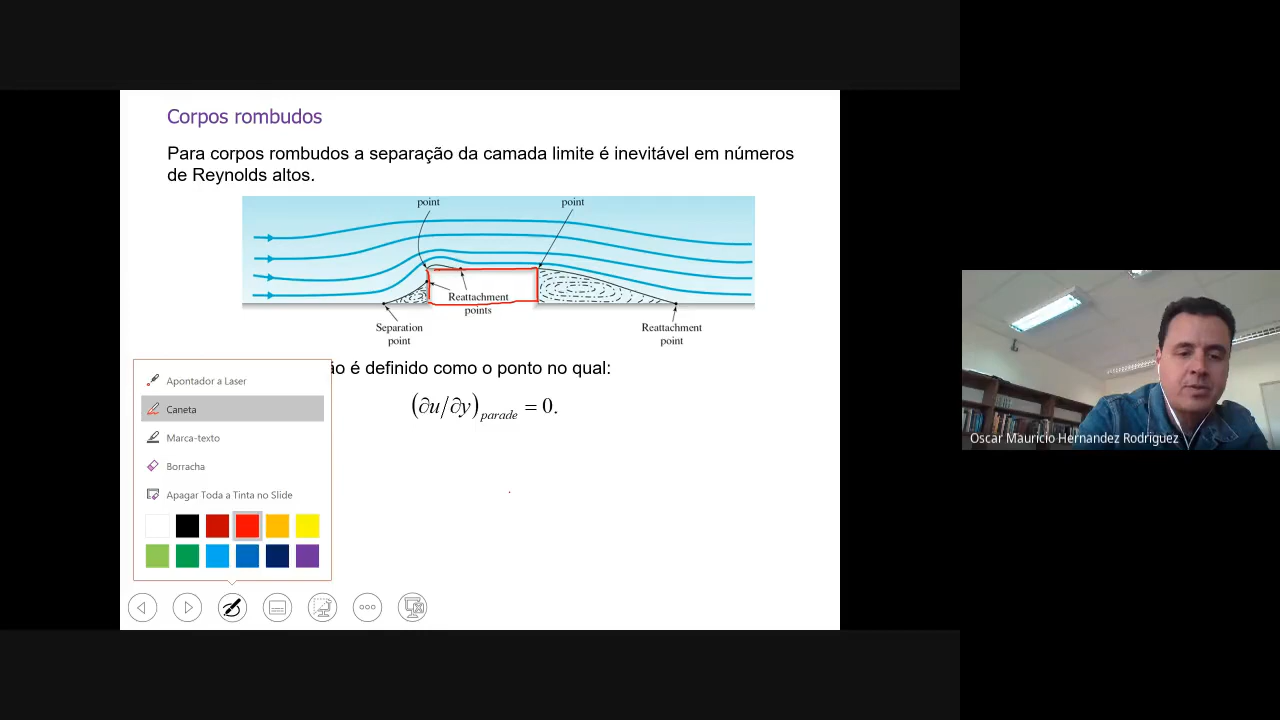 Corpos rombudos
Para corpos rombudos a separação da camada limite é inevitável em números
de Reynolds altos.
point
point
Reattachment
points
Separation
point
Reattachment
point
ão é definido como o ponto no qual:
(∂u/∂y)parade = 0.
Apontador a Laser
Caneta
Marca-texto
Borracha
Apagar Toda a Tinta no Slide
Oscar Mauricio Hernandez Rodriguez